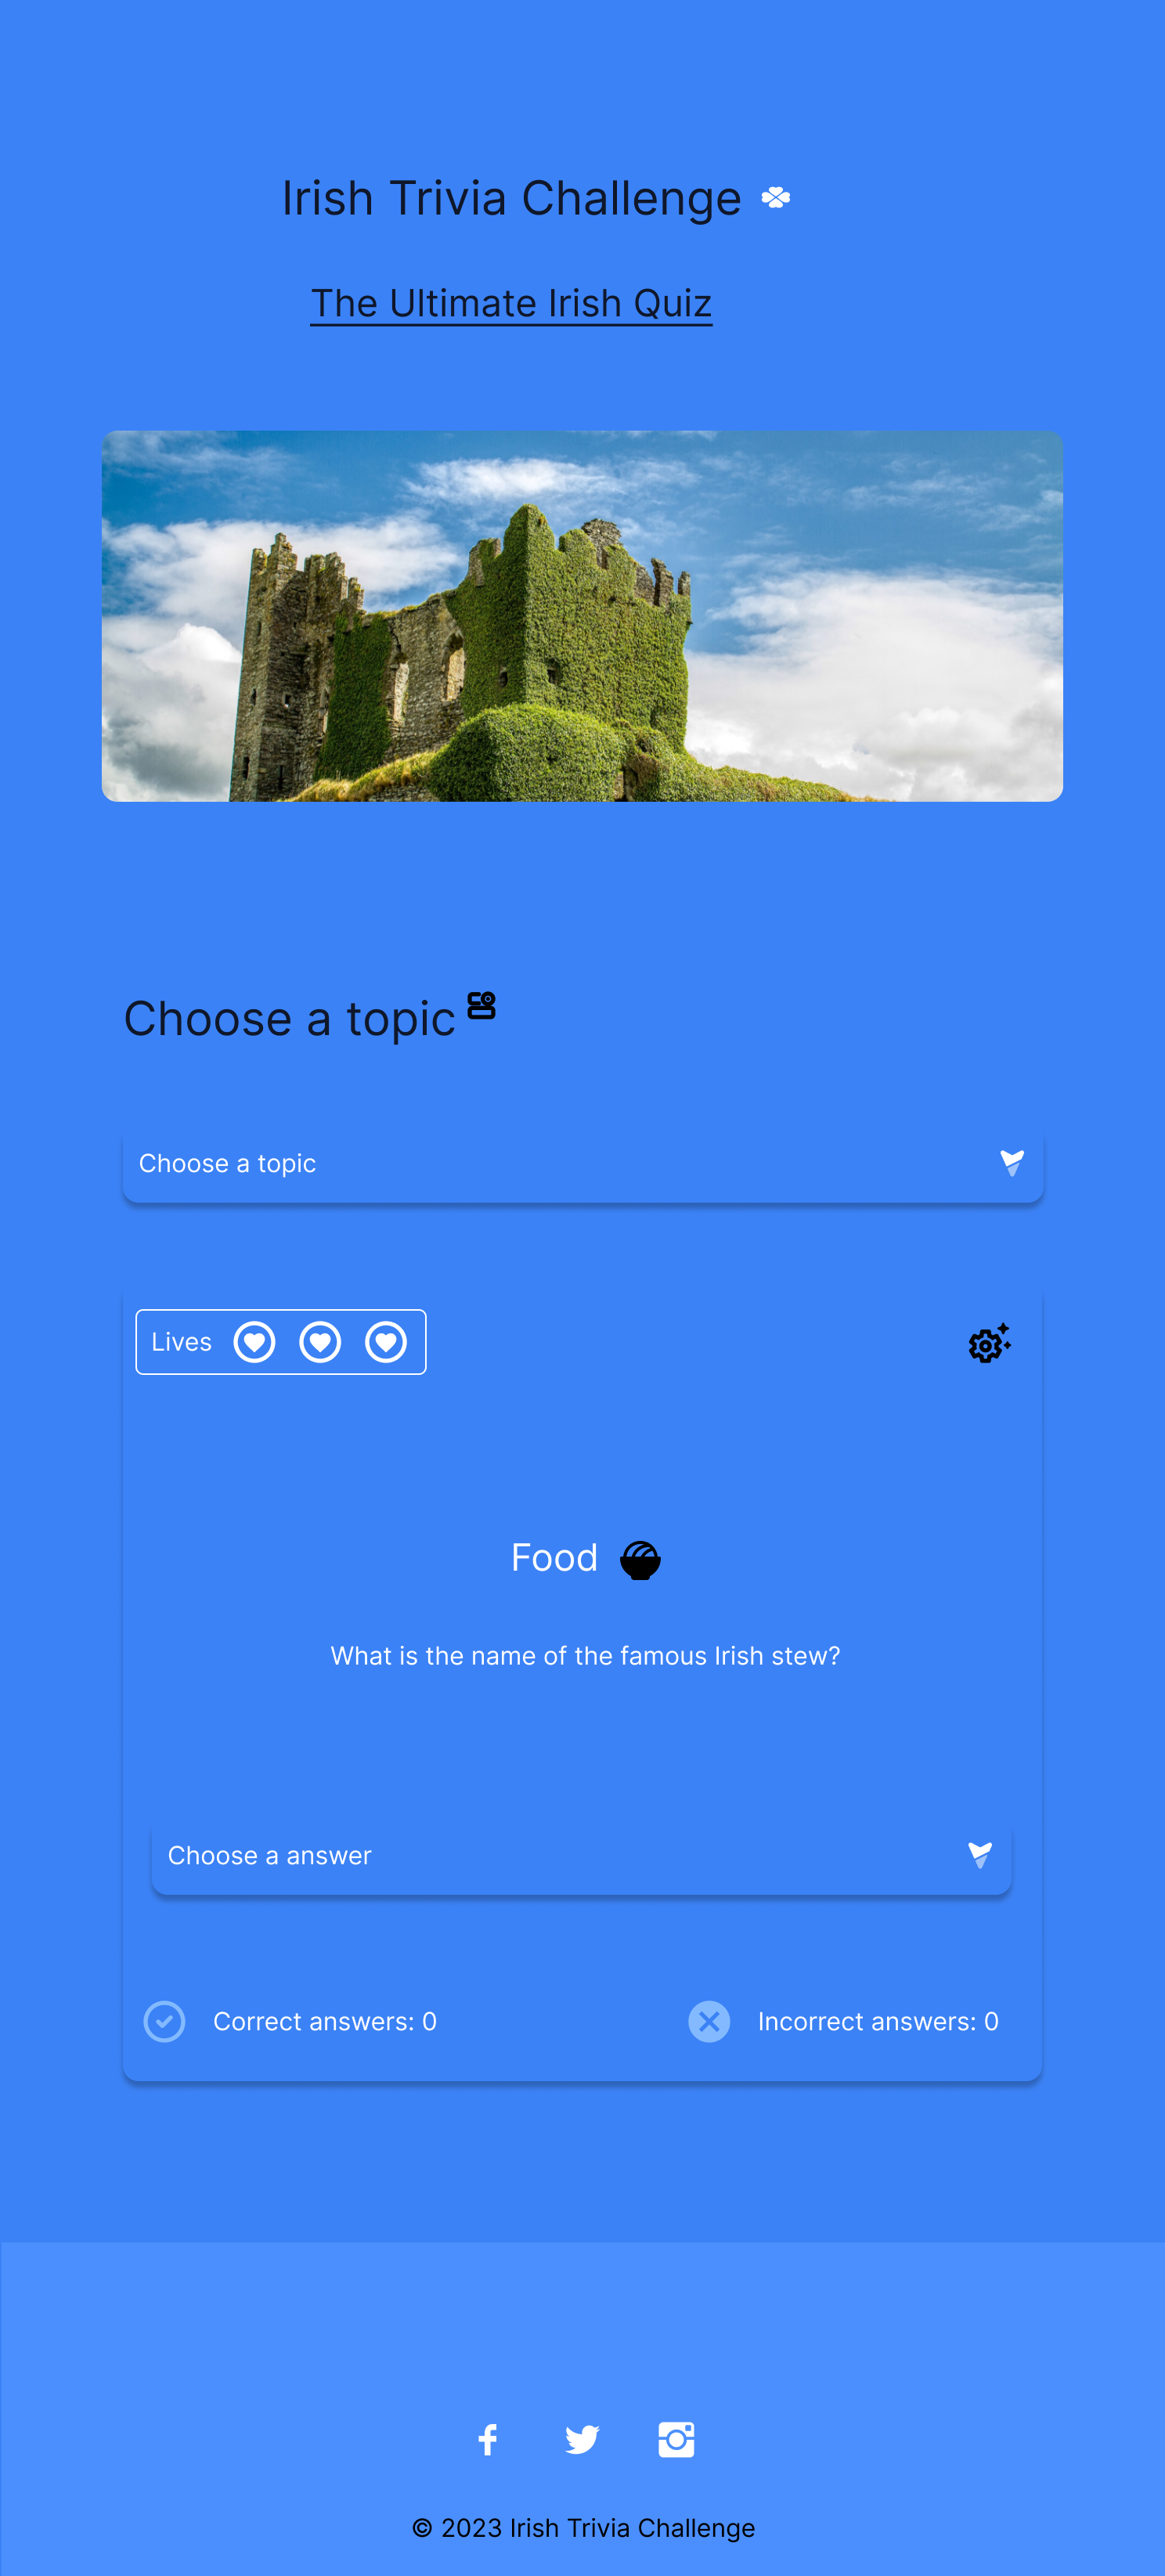 Irish Trivia Challenge
The Ultimate Irish Quiz
Choose a topic
Choose a topic
Lives
Food
What is the name of the famous Irish stew?
Choose a answer
Correct answers: 0
Incorrect answers: 0
© 2023 Irish Trivia Challenge